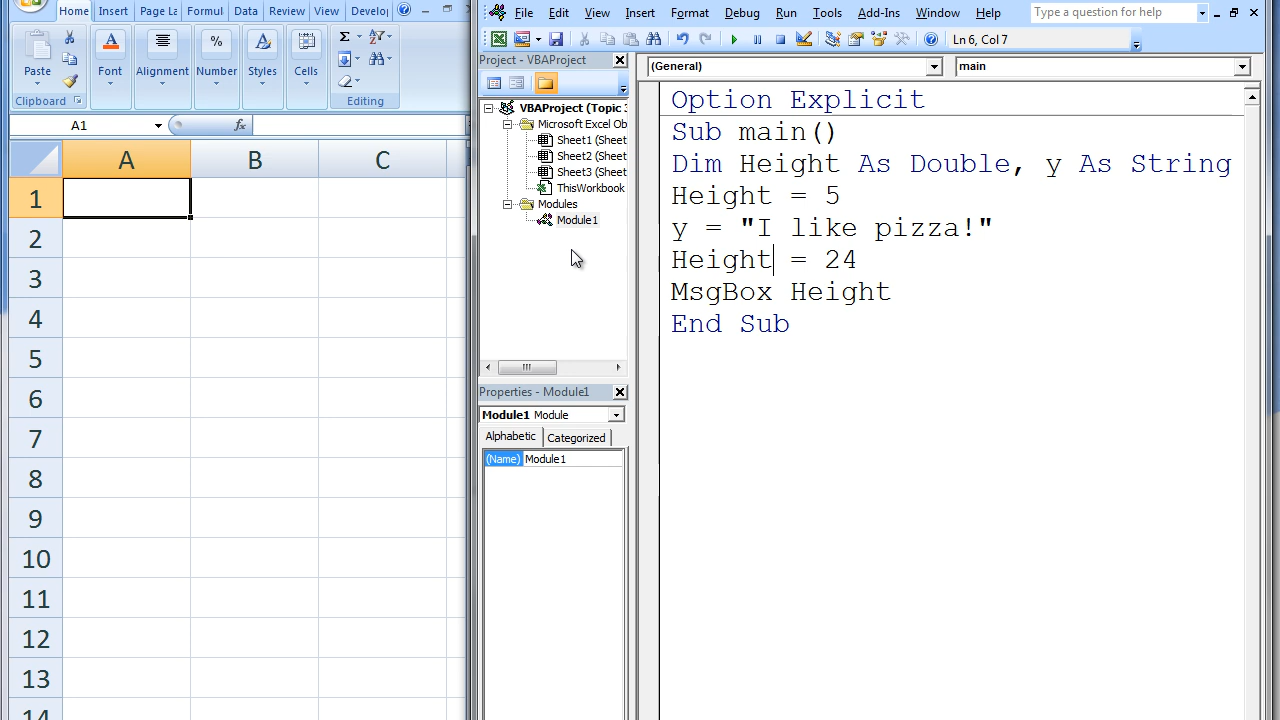 Home Insert Page La Formul Data Review View Develo
Paste
Font
Alignment
Number
Styles
Cells
Clipboard
Editing
A1
fx
A B C
1
2
3
4
5
6
7
8
9
10
11
12
13
14
File Edit View Insert Format Debug Run Tools Add-Ins Window Help Type a question for help
Ln 6, Col 7
Project - VBAProject
VBAProject (Topic
Microsoft Excel Ob
Sheet1 (Sheet
Sheet2 (Sheet
Sheet3 (Sheet
ThisWorkbook
Modules
Module1
Properties - Module1
Module1 Module
Alphabetic Categorized
(Name) Module1
(General) main
Option Explicit
Sub main()
Dim Height As Double, y As String
Height = 5
y = "I like pizza!"
Height = 24
MsgBox Height
End Sub